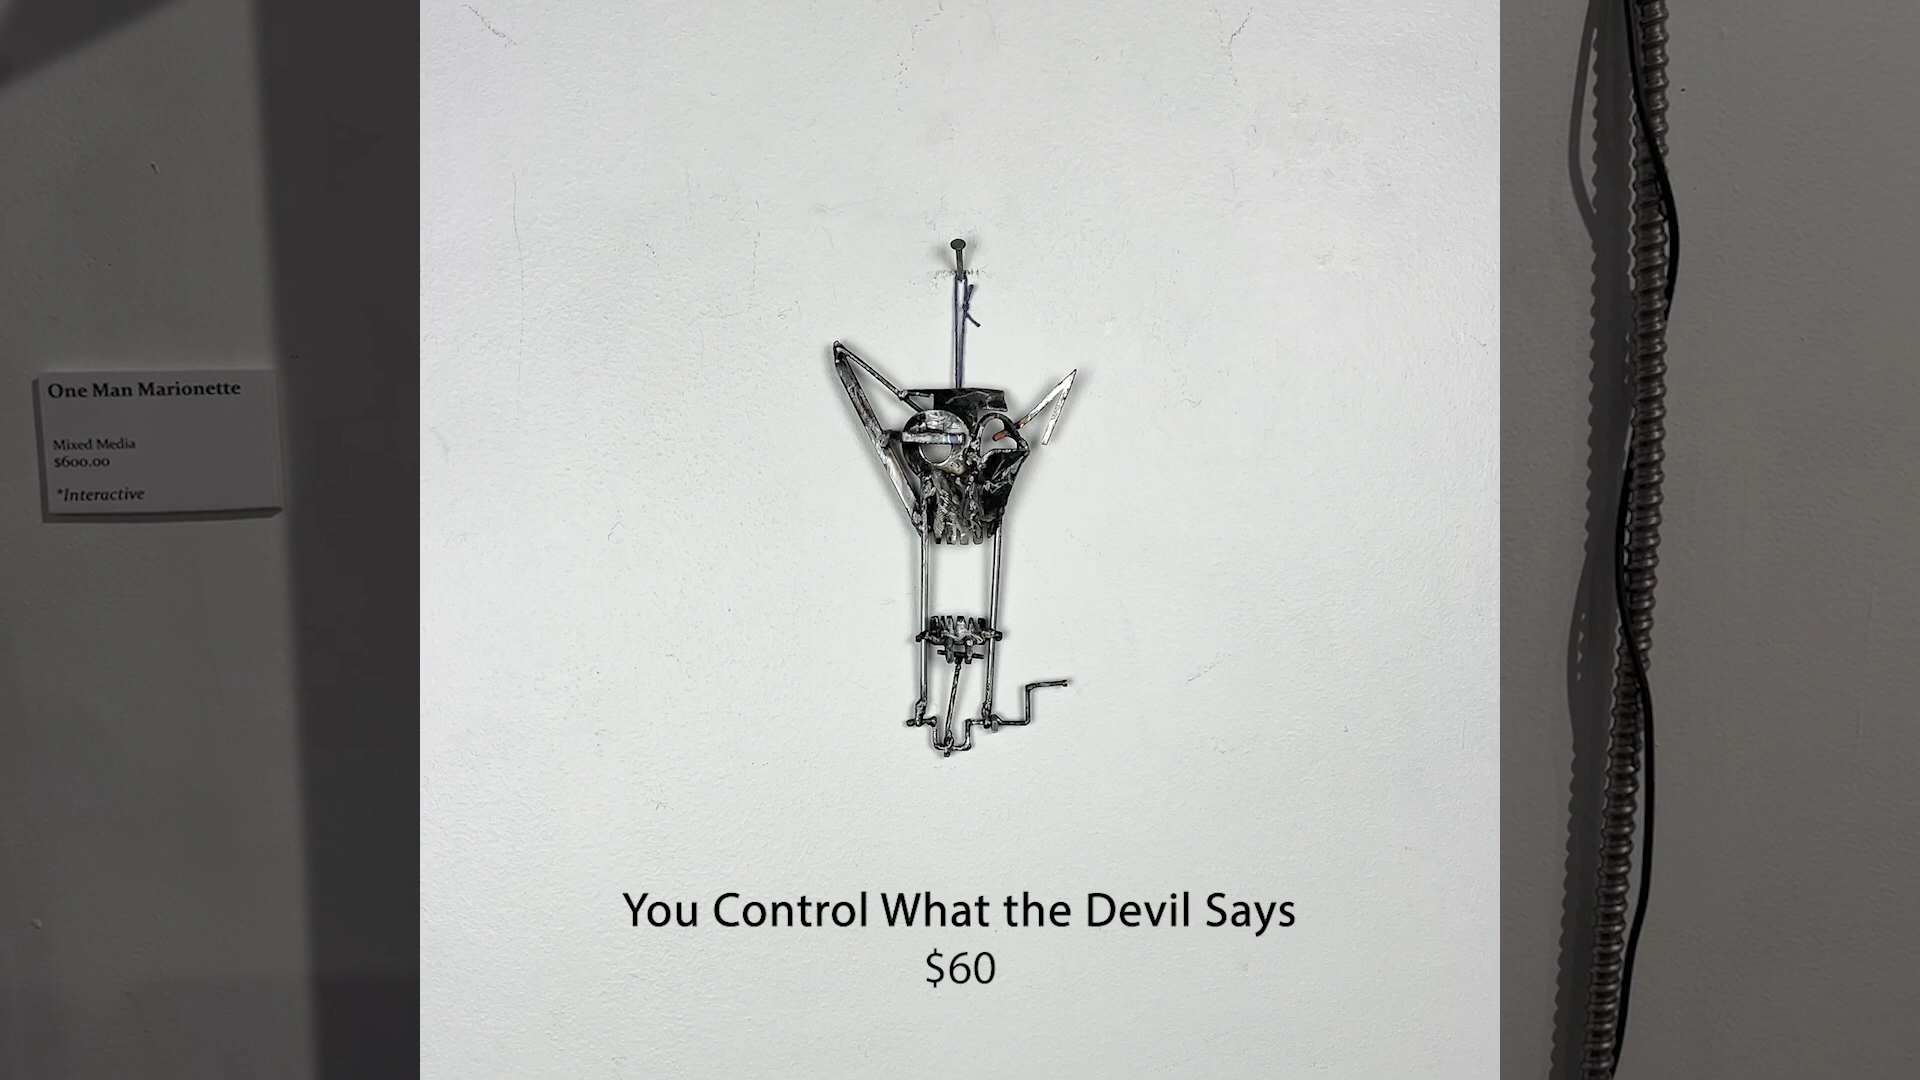 One Man Marionette
Mixed Media
$600.00
*Interactive
You Control What the Devil Says
$60